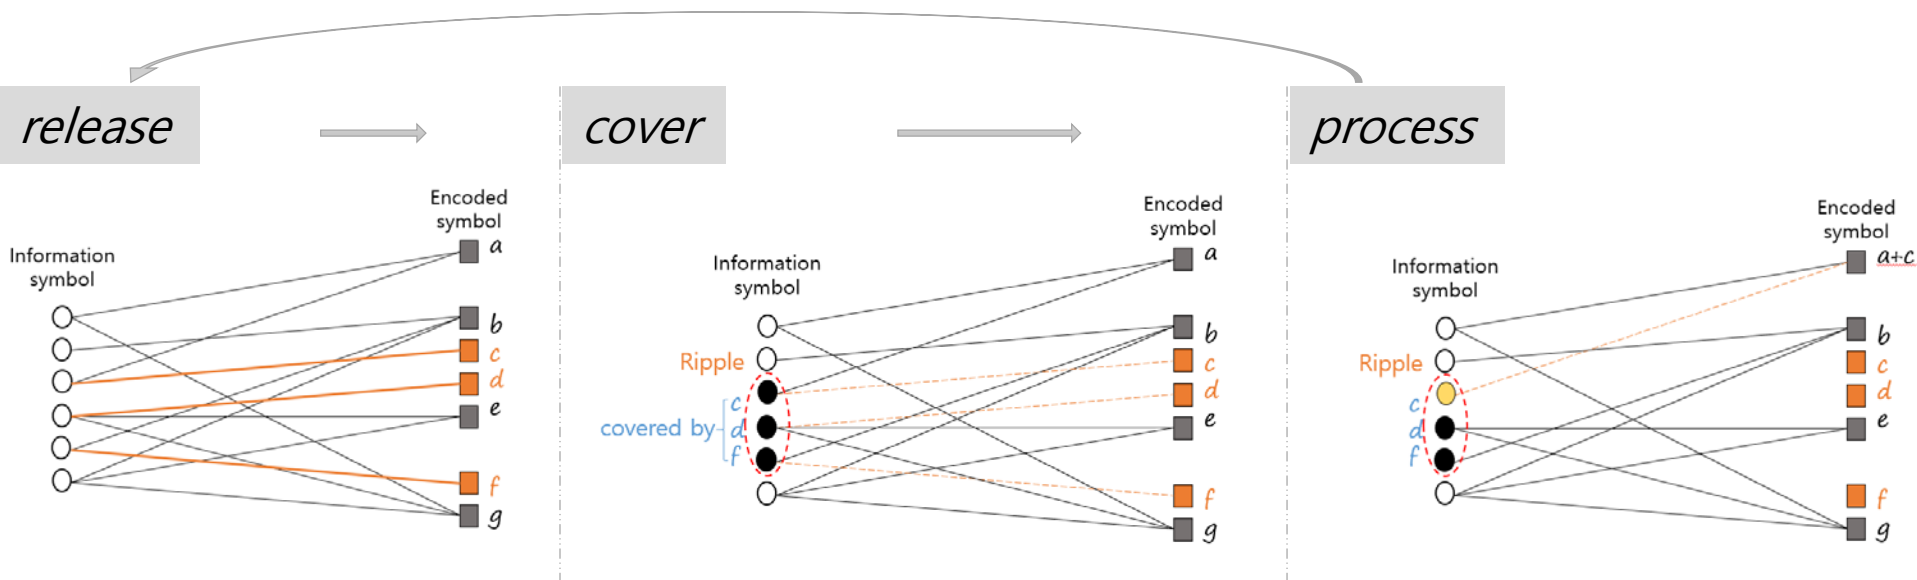 release
cover
process
Encoded
symbol
Information
symbol
a
b
c
d
e
f
g
Encoded
symbol
Information
symbol
a
b
Ripple
c
c
d
covered by
d
e
f
f
g
Encoded
symbol
Information
symbol
a+c
b
Ripple
c
d
c
d
e
f
f
g